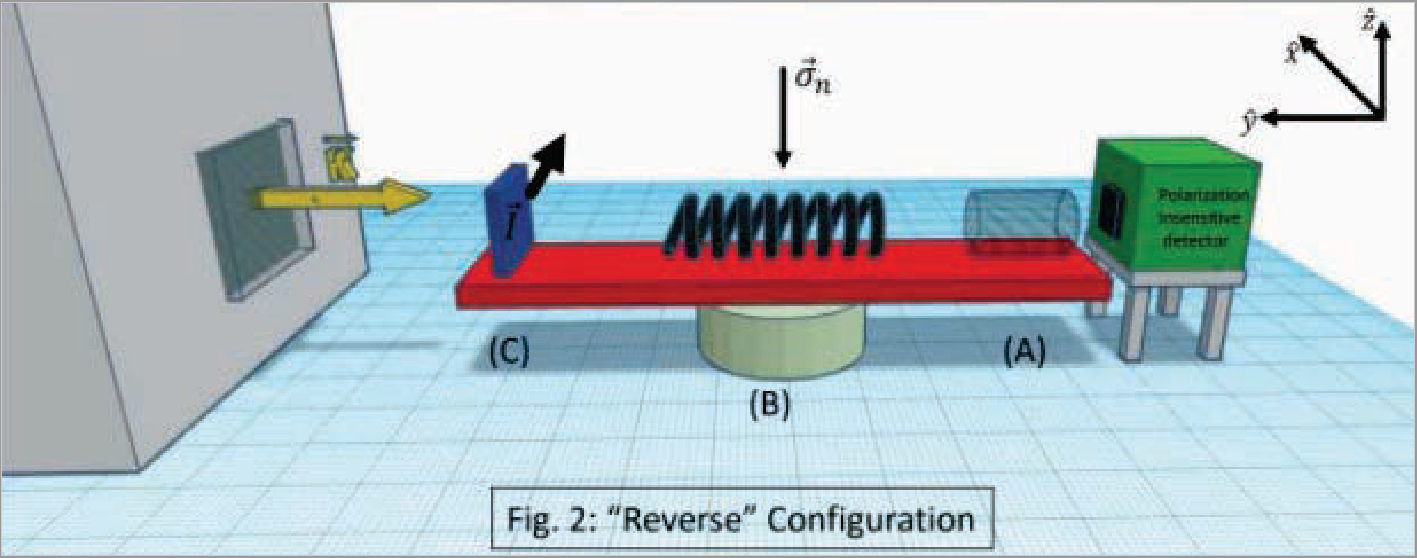 σ⃗ₙ
ẑ
x̂
ŷ
I⃗
Polarization
Insensitive
detector
(C)
(A)
(B)
Fig. 2: “Reverse” Configuration